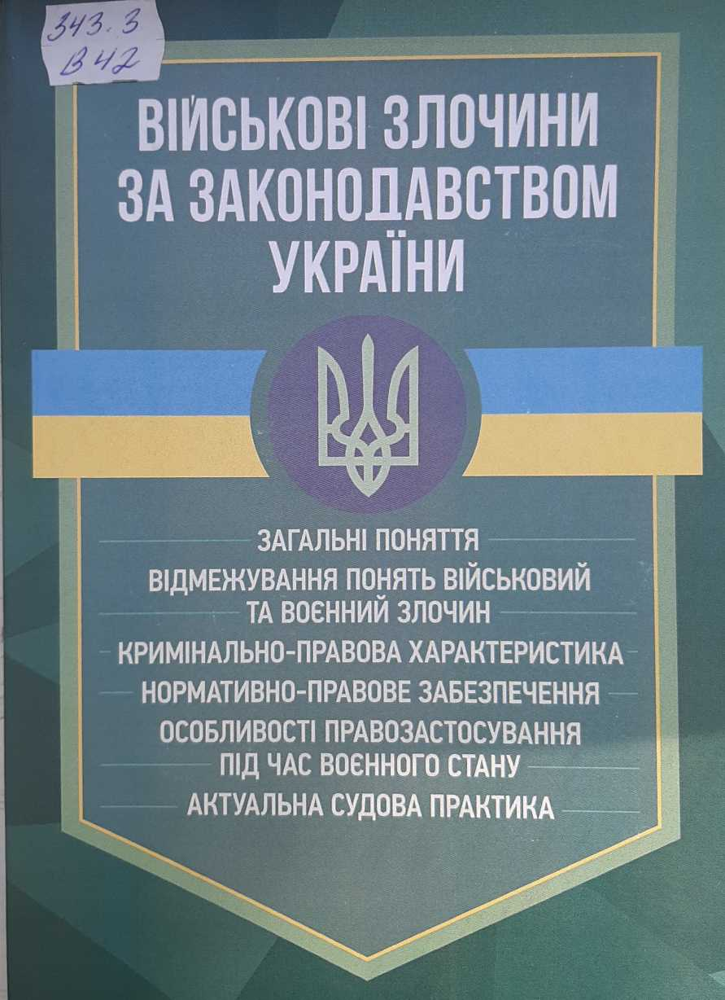 343.3
В 42
ВІЙСЬКОВІ ЗЛОЧИНИ
ЗА ЗАКОНОДАВСТВОМ
УКРАЇНИ
ЗАГАЛЬНІ ПОНЯТТЯ
ВІДМЕЖУВАННЯ ПОНЯТЬ ВІЙСЬКОВИЙ
ТА ВОЄННИЙ ЗЛОЧИН
КРИМІНАЛЬНО-ПРАВОВА ХАРАКТЕРИСТИКА
НОРМАТИВНО-ПРАВОВЕ ЗАБЕЗПЕЧЕННЯ
ОСОБЛИВОСТІ ПРАВОЗАСТОСУВАННЯ
ПІД ЧАС ВОЄННОГО СТАНУ
АКТУАЛЬНА СУДОВА ПРАКТИКА